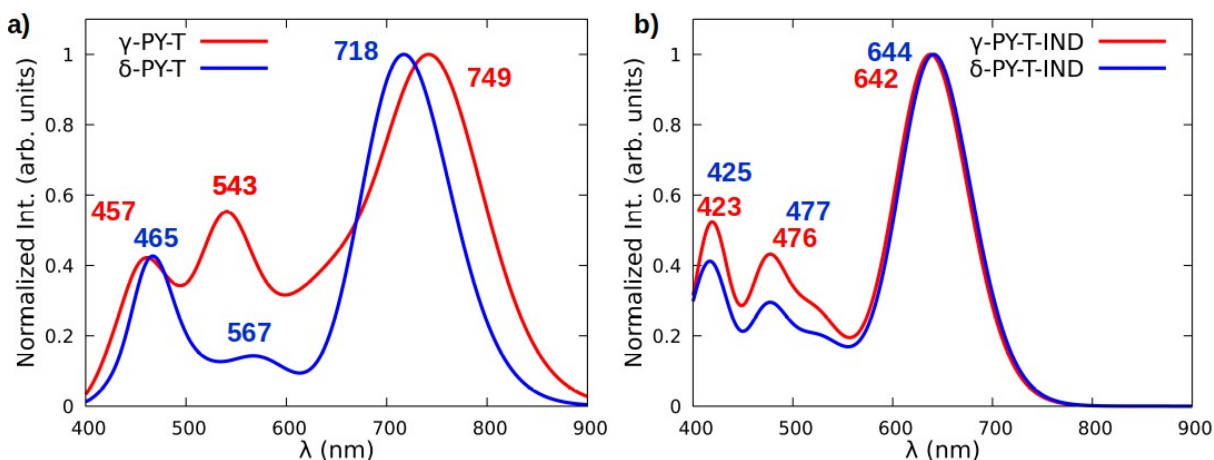 a)
γ-PY-T
δ-PY-T
718
749
543
457
465
567
Normalized Int. (arb. units)
1
0.8
0.6
0.4
0.2
0
400 500 600 700 800 900
λ (nm)
b)
γ-PY-T-IND
δ-PY-T-IND
644
642
425
423
477
476
Normalized Int. (arb. units)
1
0.8
0.6
0.4
0.2
0
400 500 600 700 800 900
λ (nm)